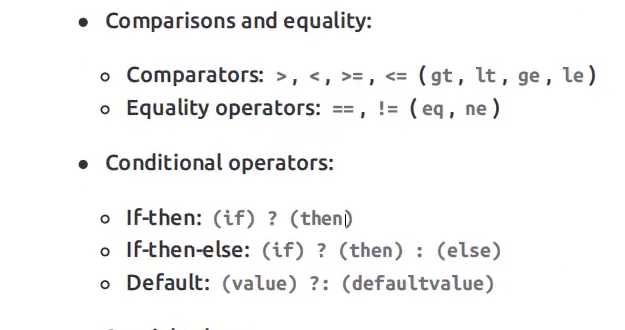 Comparisons and equality:
Comparators: >, <, >=, <= (gt, lt, ge, le)
Equality operators: ==, != (eq, ne)
Conditional operators:
If-then: (if) ? (then)
If-then-else: (if) ? (then) : (else)
Default: (value) ?: (defaultvalue)